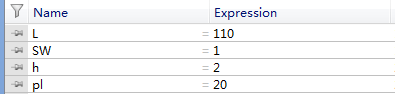 Name Expression
L = 110
SW = 1
h = 2
pl = 20